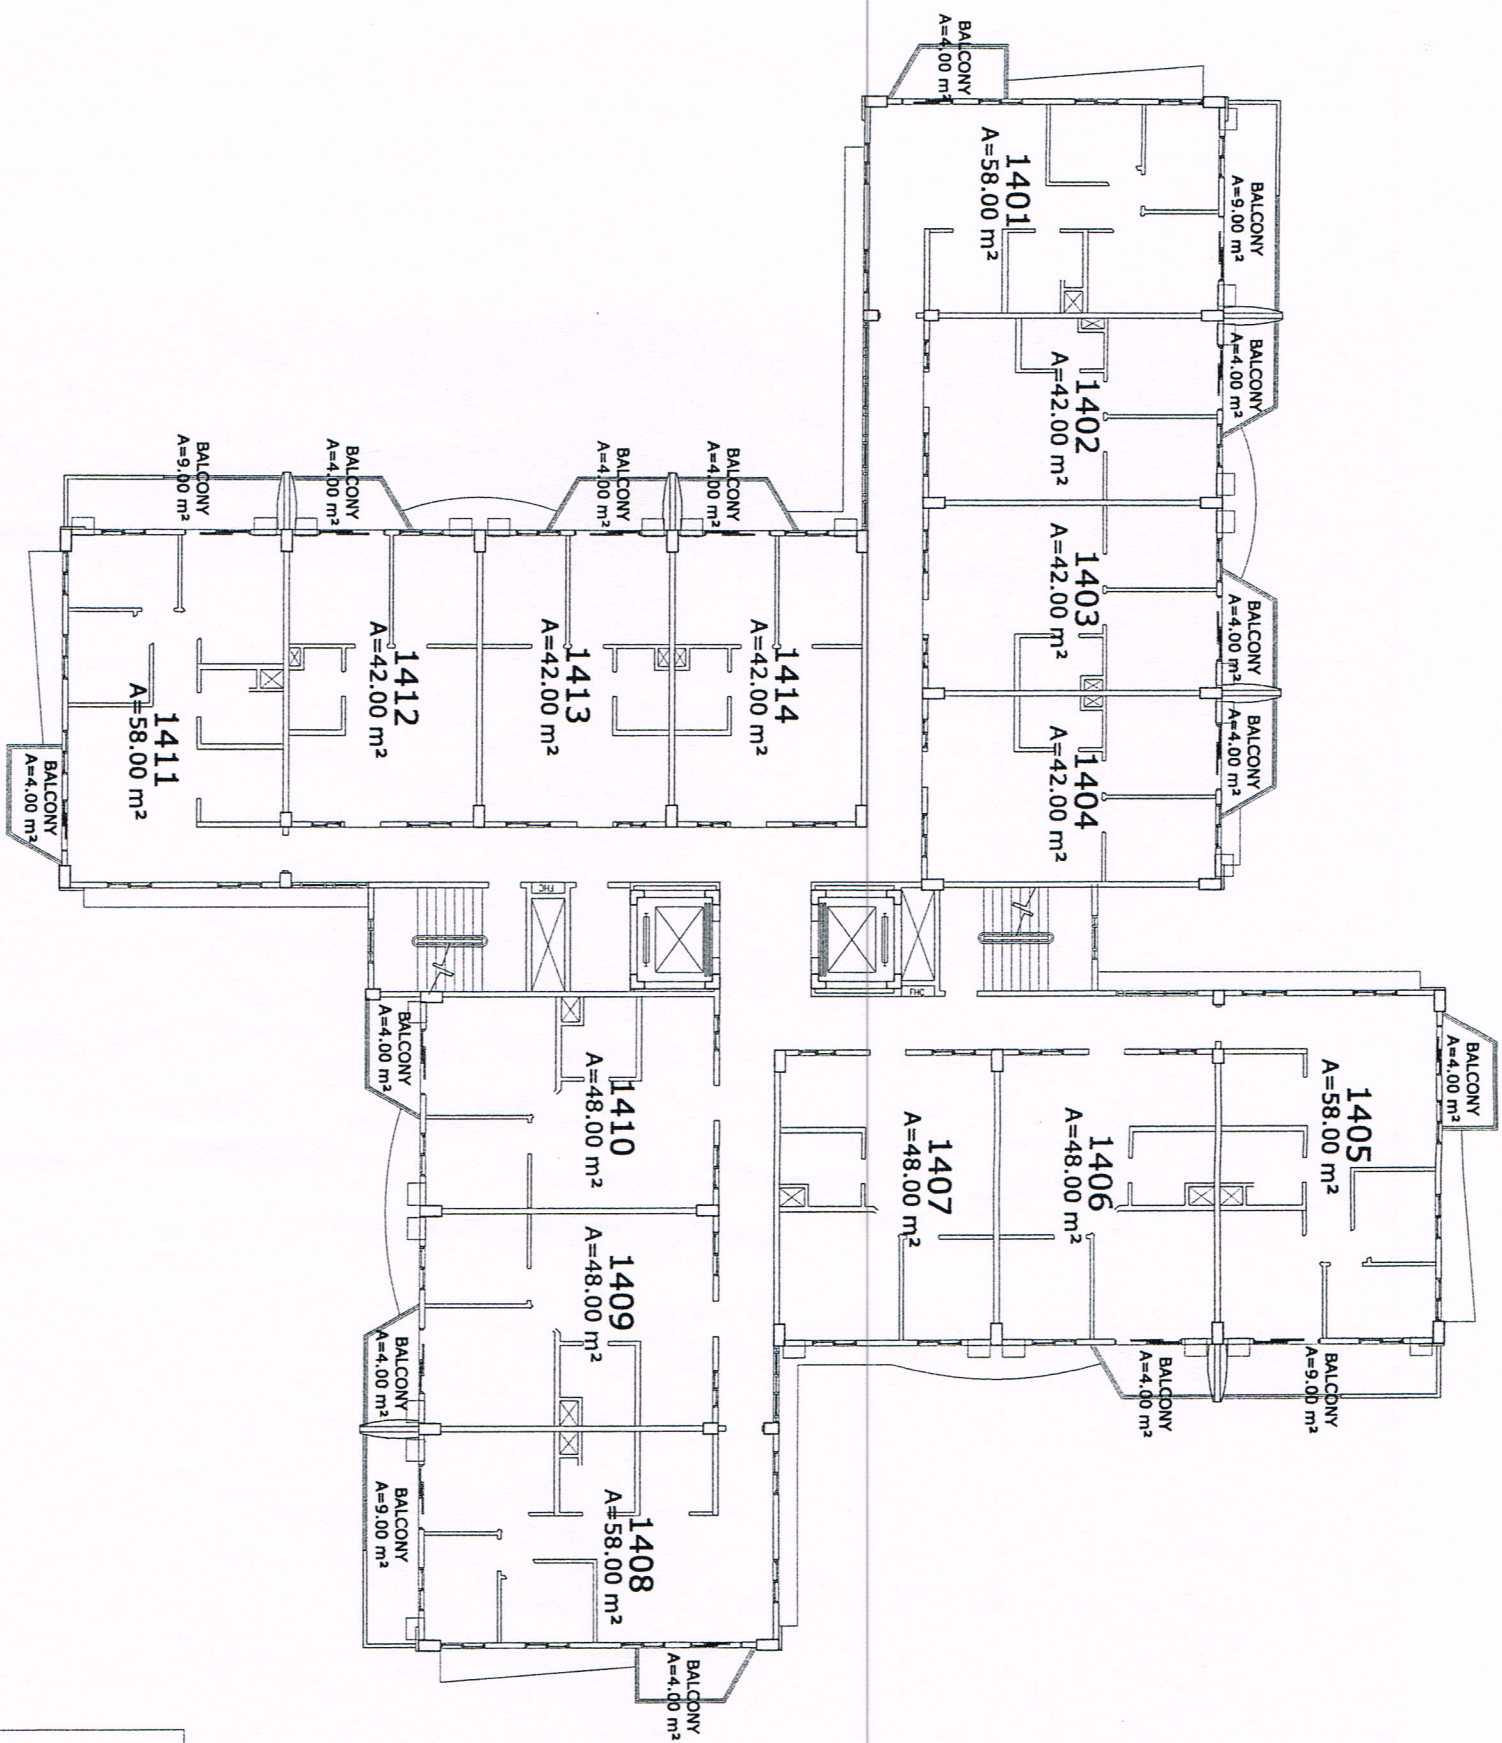 BALCONY
A=4.00 m²
1401
A=58.00 m²
BALCONY
A=9.00 m²
1402
A=42.00 m²
BALCONY
A=4.00 m²
1403
A=42.00 m²
BALCONY
A=4.00 m²
1404
A=42.00 m²
BALCONY
A=4.00 m²
BALCONY
A=9.00 m²
BALCONY
A=4.00 m²
BALCONY
A=4.00 m²
BALCONY
A=4.00 m²
1411
A=58.00 m²
BALCONY
A=4.00 m²
1412
A=42.00 m²
1413
A=42.00 m²
1414
A=42.00 m²
FHC
FHC
BALCONY
A=4.00 m²
1410
A=48.00 m²
1407
A=48.00 m²
1406
A=48.00 m²
1405
A=58.00 m²
BALCONY
A=4.00 m²
1409
A=48.00 m²
BALCONY
A=4.00 m²
BALCONY
A=4.00 m²
BALCONY
A=9.00 m²
1408
A=58.00 m²
BALCONY
A=9.00 m²
BALCONY
A=4.00 m²